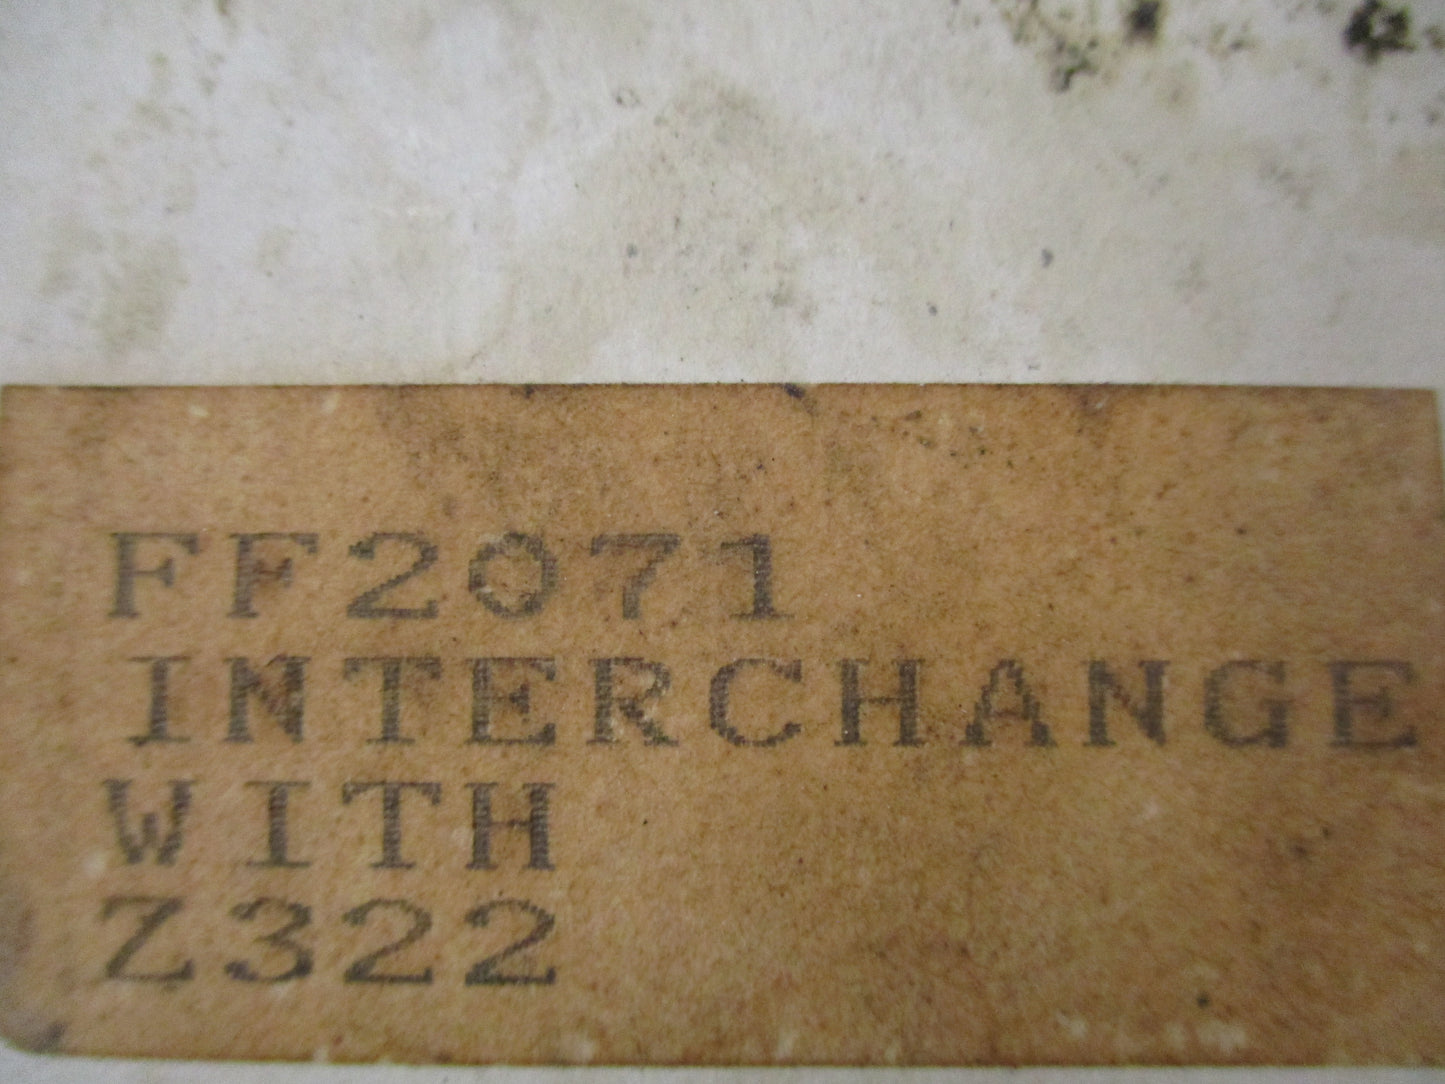 FF2071
INTERCHANGE
WITH
Z322